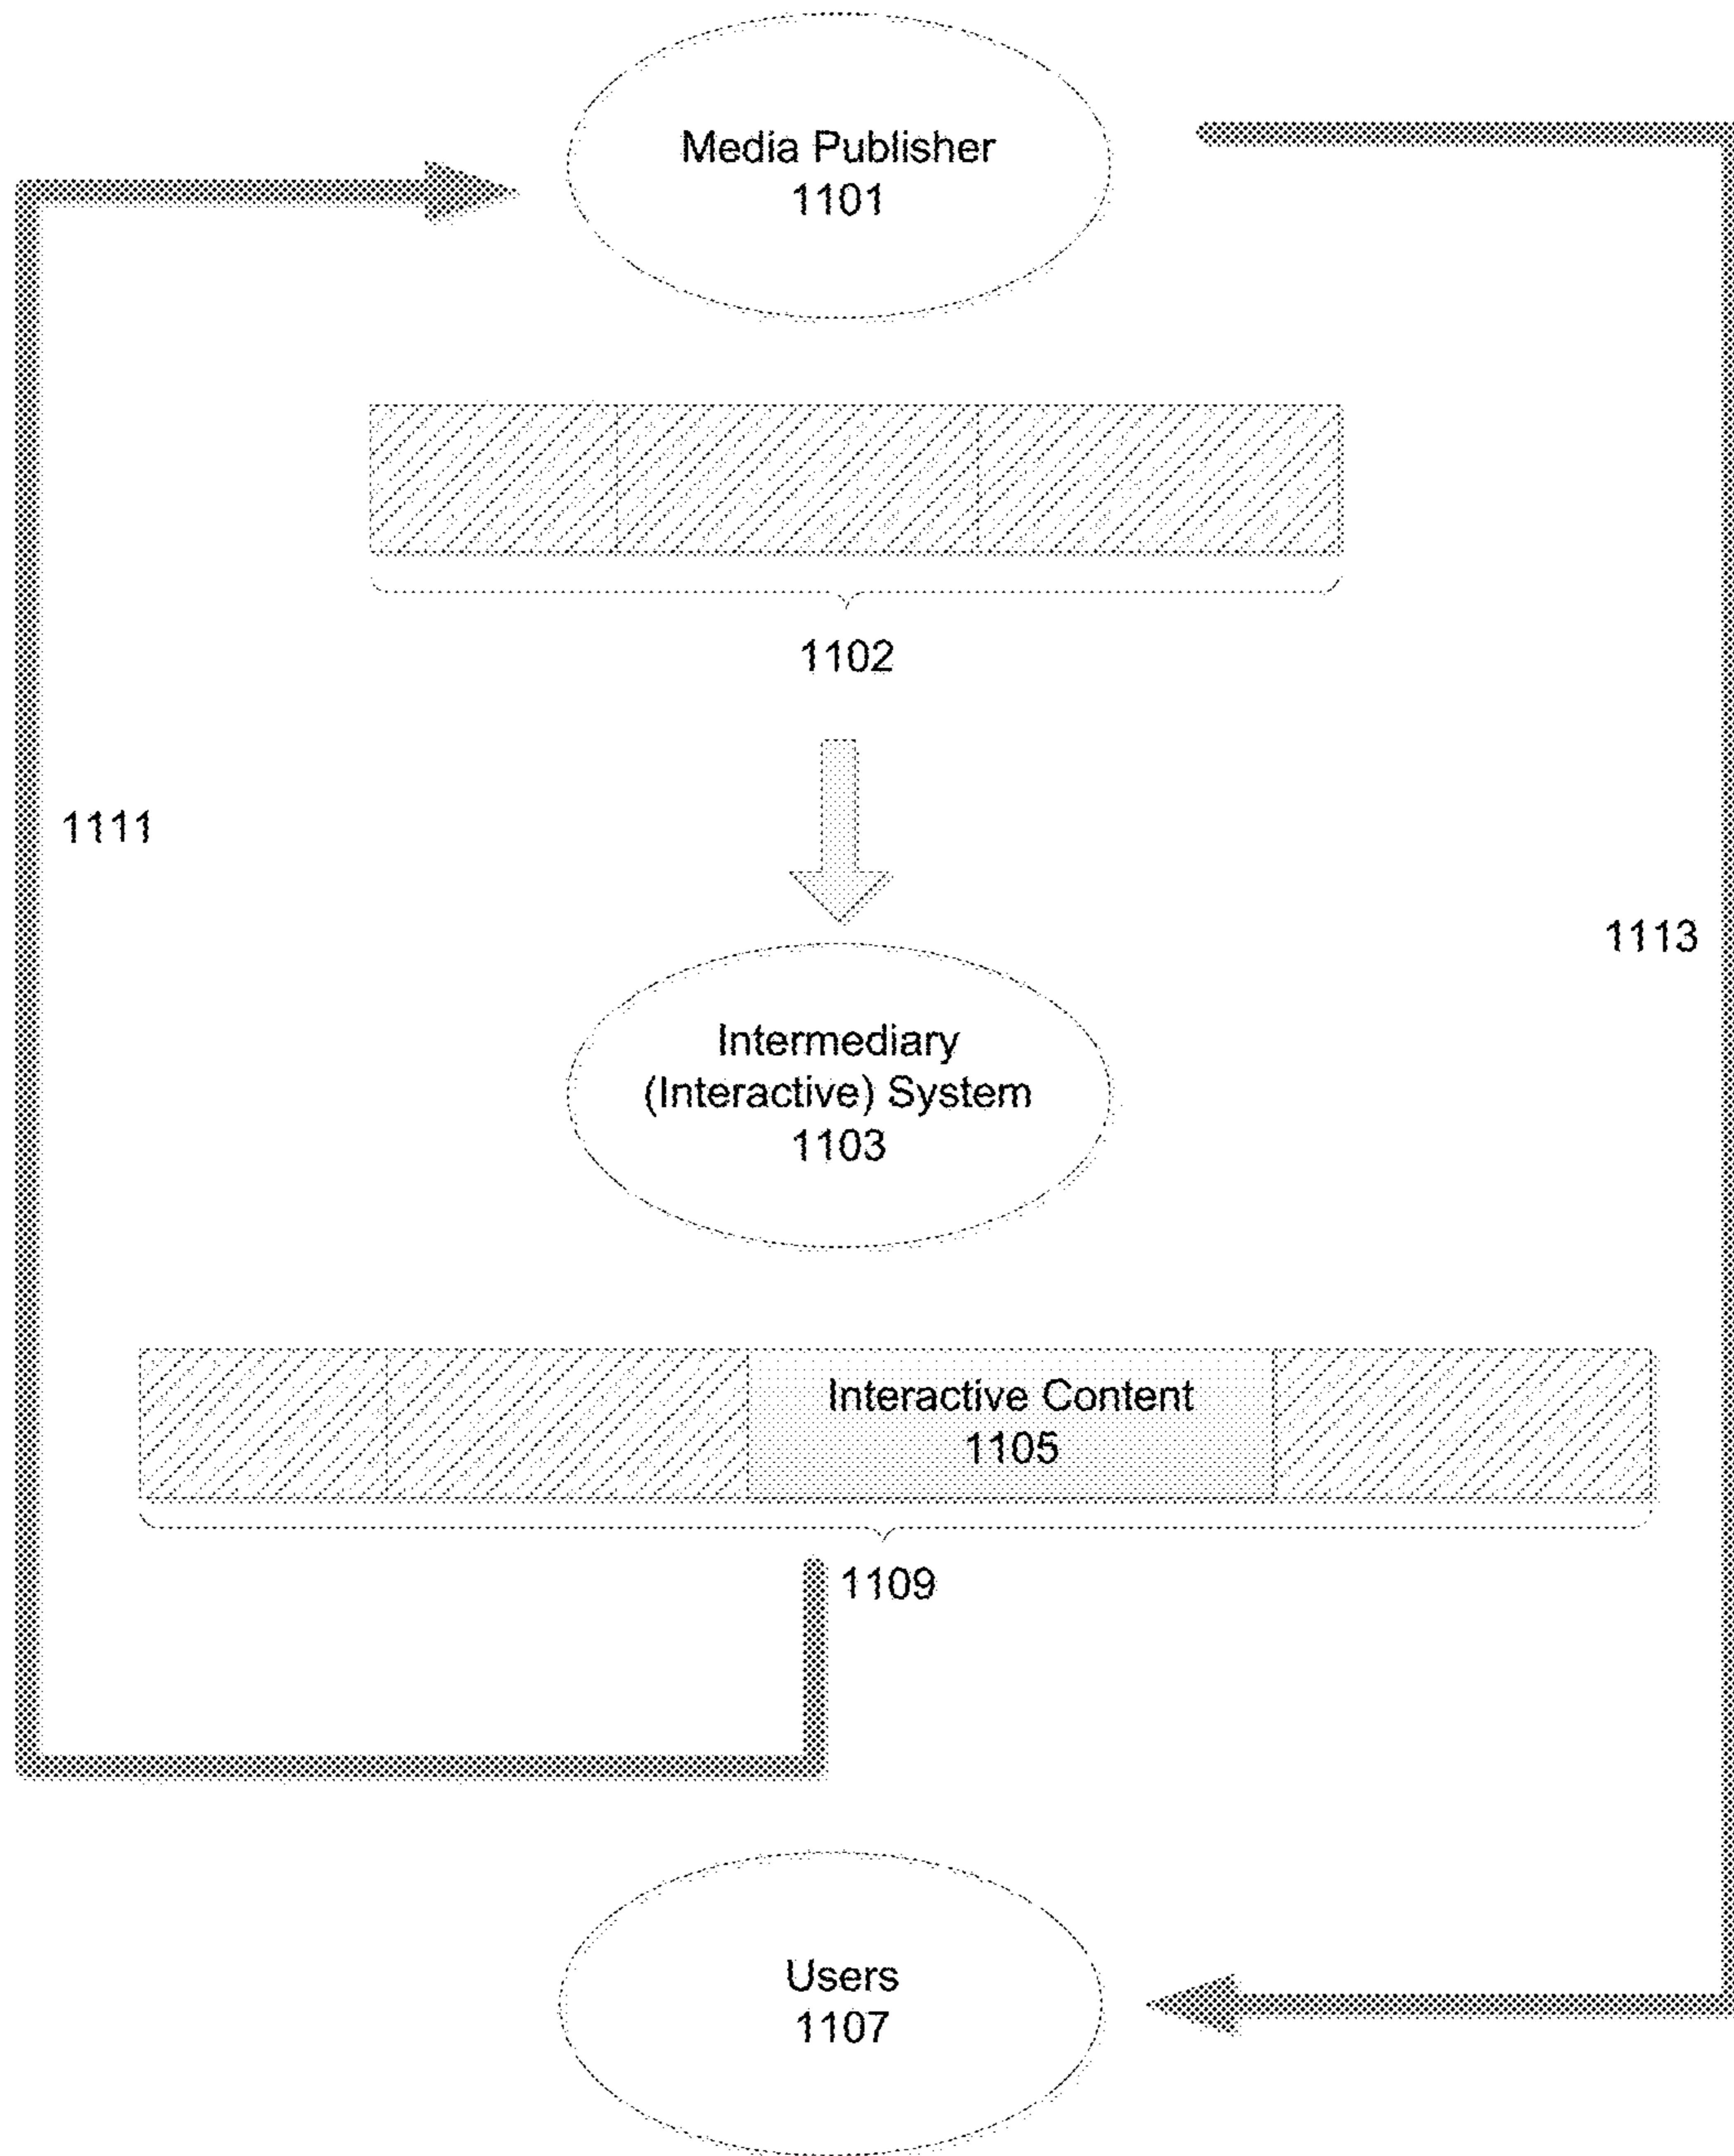 Media Publisher
1101
1102
1111
1113
Intermediary
(Interactive) System
1103
Interactive Content
1105
1109
Users
1107